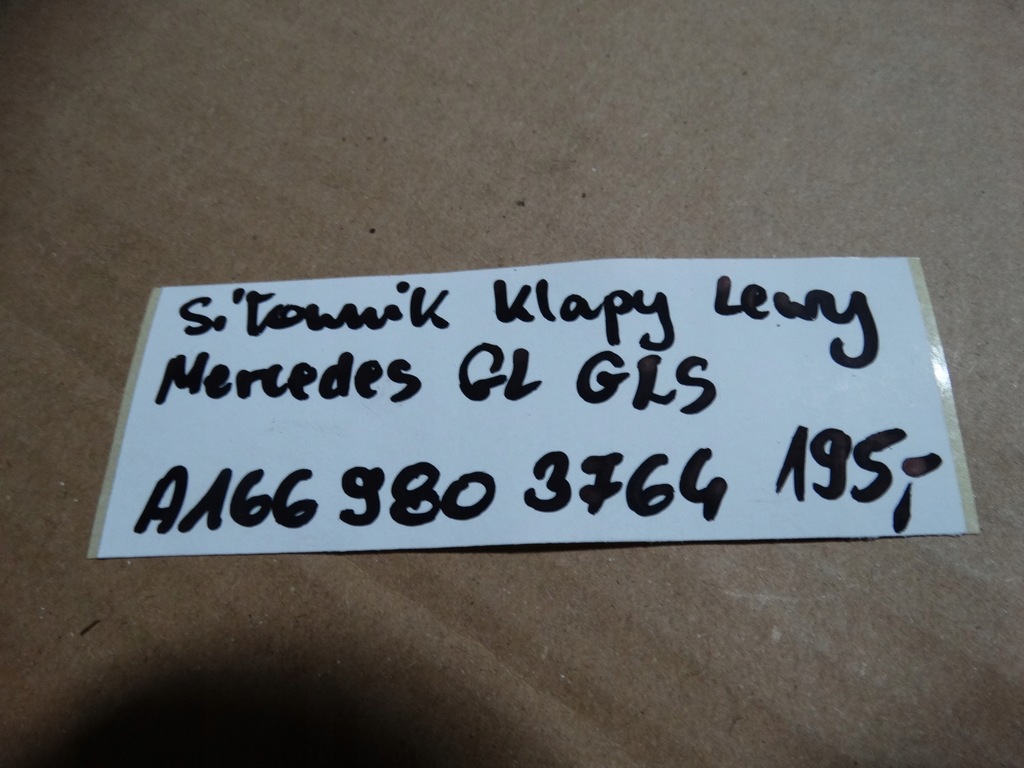 Siłownik klapy Lewy
Mercedes GL GLS
A166 980 3764 195,-